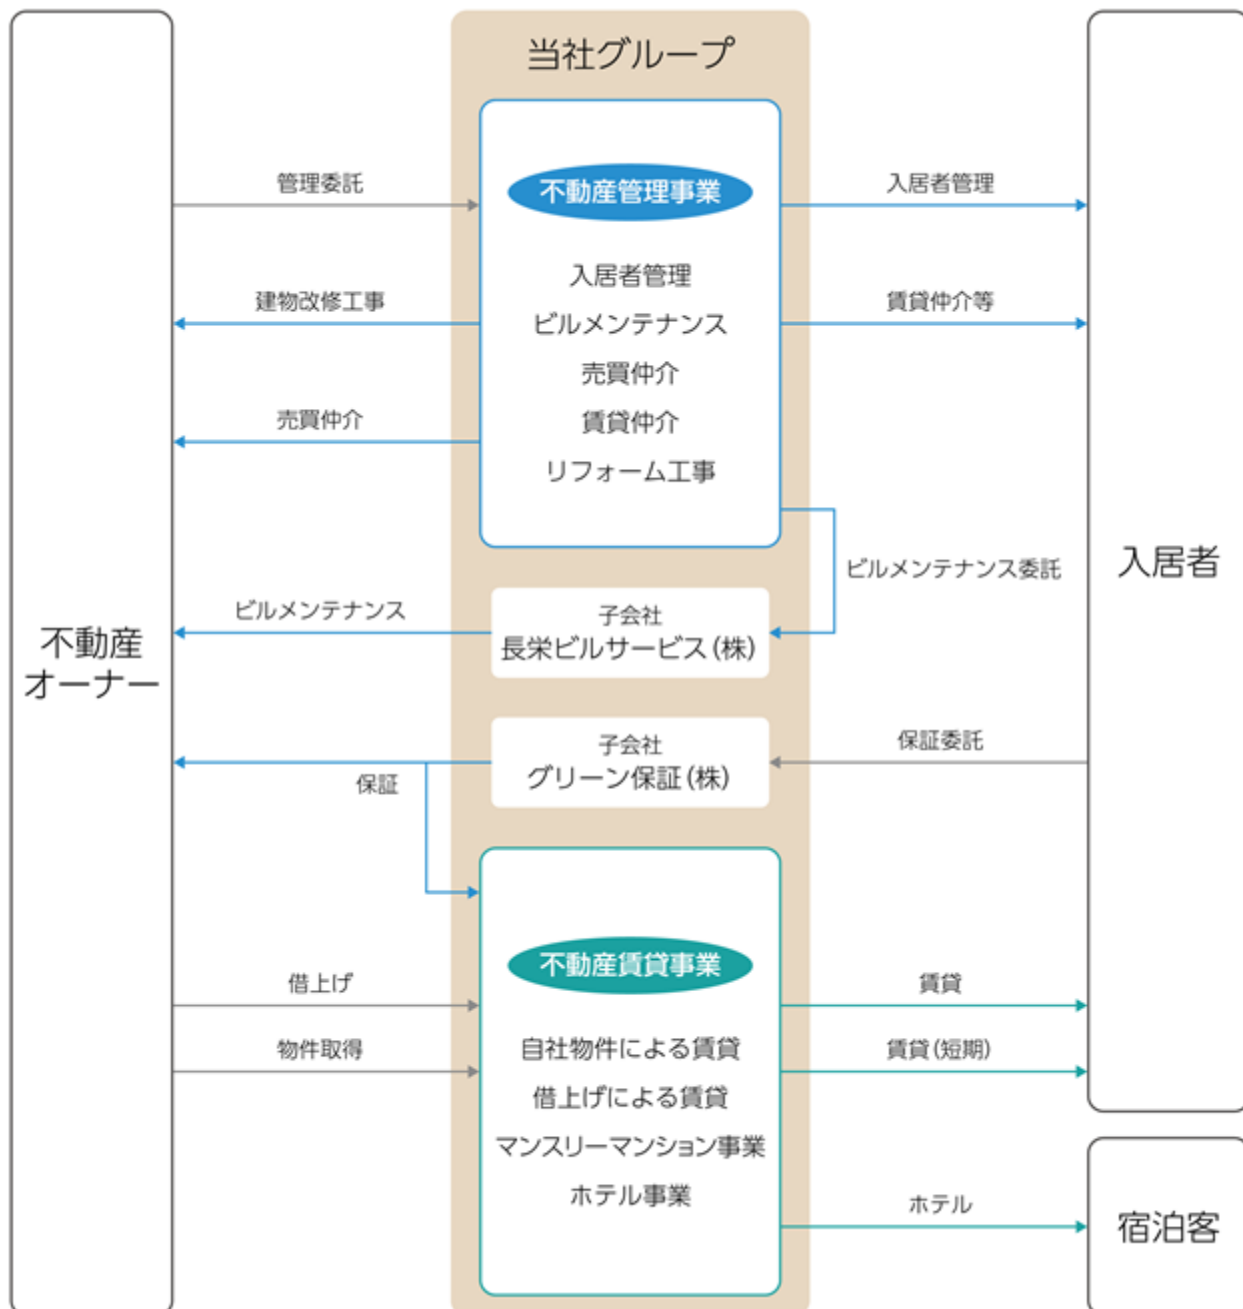 当社グループ
不動産
オーナー
管理委託
建物改修工事
売買仲介
ビルメンテナンス
保証
借上げ
物件取得
不動産管理事業
入居者管理
ビルメンテナンス
売買仲介
賃貸仲介
リフォーム工事
子会社
長栄ビルサービス(株)
子会社
グリーン保証(株)
不動産賃貸事業
自社物件による賃貸
借上げによる賃貸
マンスリーマンション事業
ホテル事業
入居者管理
賃貸仲介等
ビルメンテナンス委託
保証委託
賃貸
賃貸(短期)
ホテル
入居者
宿泊客